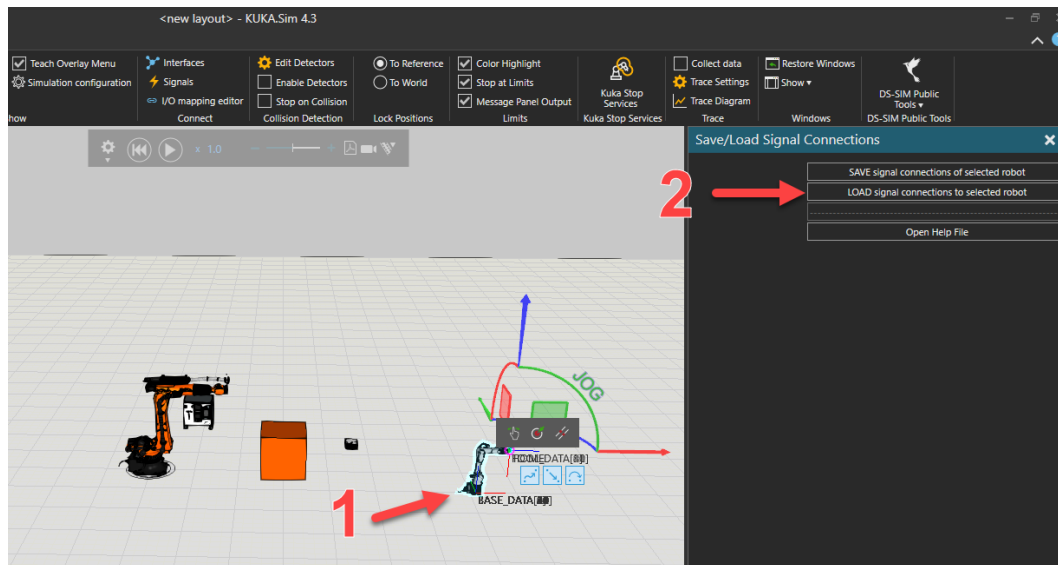 <new layout> - KUKA.Sim 4.3
Teach Overlay Menu
Simulation configuration
how
Interfaces
Signals
I/O mapping editor
Connect
Edit Detectors
Enable Detectors
Stop on Collision
Collision Detection
To Reference
To World
Lock Positions
Color Highlight
Stop at Limits
Message Panel Output
Limits
Kuka Stop
Services
Kuka Stop Services
Collect data
Trace Settings
Trace Diagram
Trace
Restore Windows
Show
Windows
DS-SIM Public
Tools
DS-SIM Public Tools
x 1.0
Save/Load Signal Connections
SAVE signal connections of selected robot
LOAD signal connections to selected robot
Open Help File
2
JOG
1
BASE_DATA